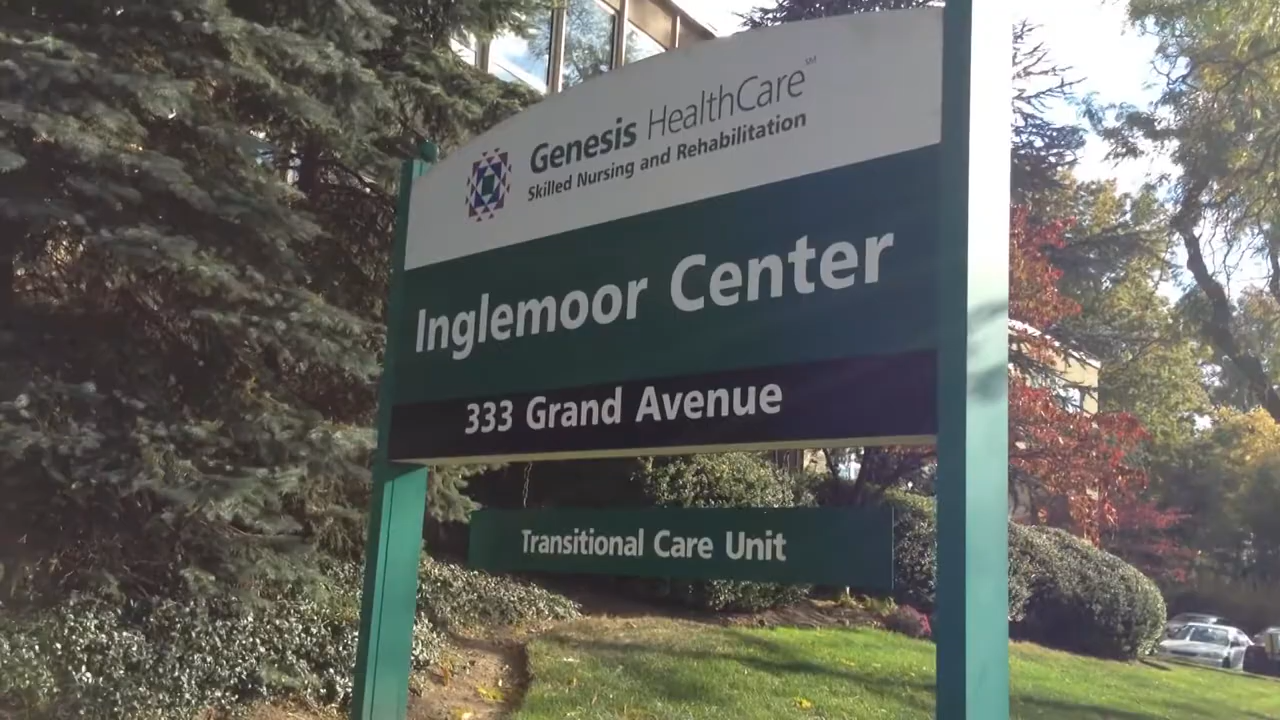 Genesis HealthCare℠
Skilled Nursing and Rehabilitation
Inglemoor Center
333 Grand Avenue
Transitional Care Unit